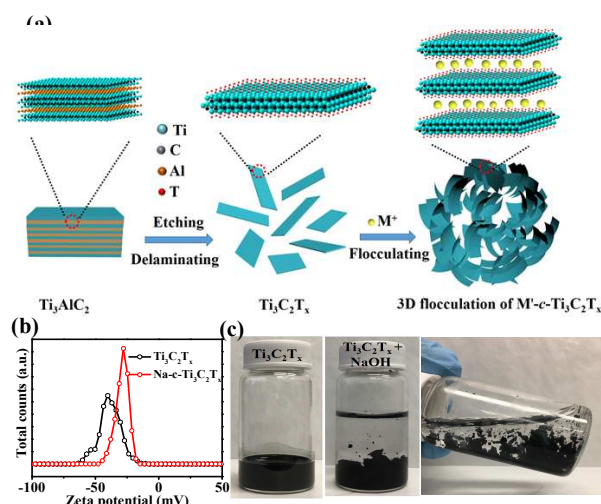 (a)
Ti
C
Al
T
Etching
Delaminating
M⁺
Flocculating
Ti₃AlC₂
Ti₃C₂Tₓ
3D flocculation of M'-c-Ti₃C₂Tₓ
(b)
Total counts (a.u.)
Ti₃C₂Tₓ
Na-c-Ti₃C₂Tₓ
-100 -50 0 50
Zeta potential (mV)
(c)
Ti₃C₂Tₓ
Ti₃C₂Tₓ +
NaOH